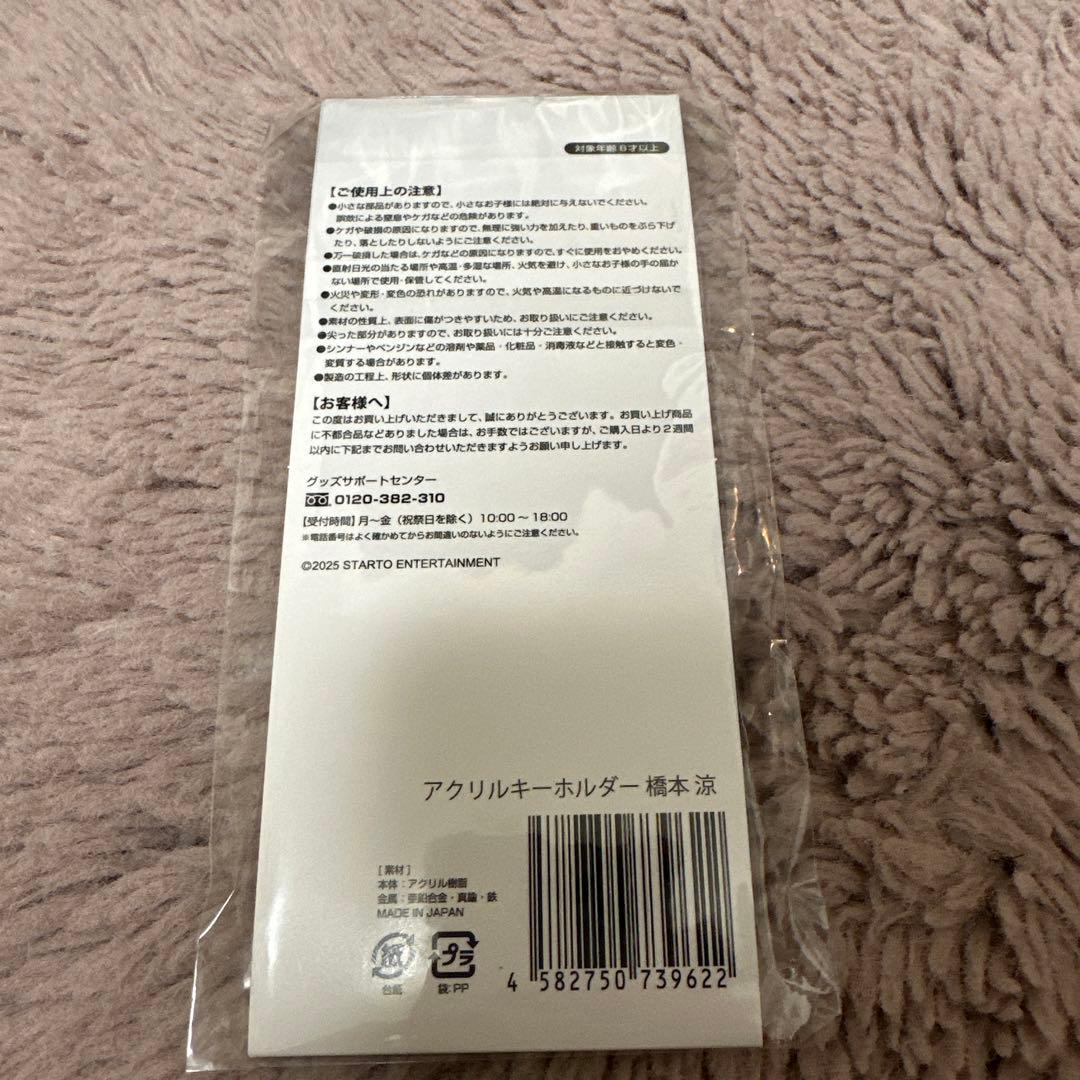 対象年齢 6才以上
【ご使用上の注意】
●小さな部品がありますので、小さなお子様には絶対に与えないでください。
誤飲による窒息やケガなどの危険があります。
●ケガや破損の原因になりますので、無理に強い力を加えたり、重いものをぶら下げ
たり、落としたりしないようにご注意ください。
●万一破損した場合は、ケガなどの原因になりますので、すぐに使用をおやめください。
●直射日光の当たる場所や高温・多湿な場所、火気を避け、小さなお子様の手の届か
ない場所で使用・保管してください。
●火災や変形・変色の恐れがありますので、火気や高温になるものに近づけないで
ください。
●素材の性質上、表面に傷がつきやすいため、お取り扱いにご注意ください。
●尖った部分がありますので、お取り扱いには十分ご注意ください。
●シンナーやベンジンなどの溶剤や薬品・化粧品・消毒液などと接触すると変色・
変質する場合があります。
●製造の工程上、形状に個体差があります。
【お客様へ】
この度はお買い上げいただきまして、誠にありがとうございます。お買い上げ商品
に不都合品などありました場合は、お手数ではございますが、ご購入日より2週間
以内に下記までお問い合わせいただきますようお願い申し上げます。
グッズサポートセンター
0120-382-310
【受付時間】月〜金（祝祭日を除く）10:00〜18:00
※電話番号はよく確かめてからお間違いのないようにご注意ください。
©2025 STARTO ENTERTAINMENT
アクリルキーホルダー 橋本 涼
[ 素材 ]
本体：アクリル樹脂
金属：亜鉛合金・真鍮・鉄
MADE IN JAPAN
紙 プラ
台紙 袋:PP
4 582750 739622